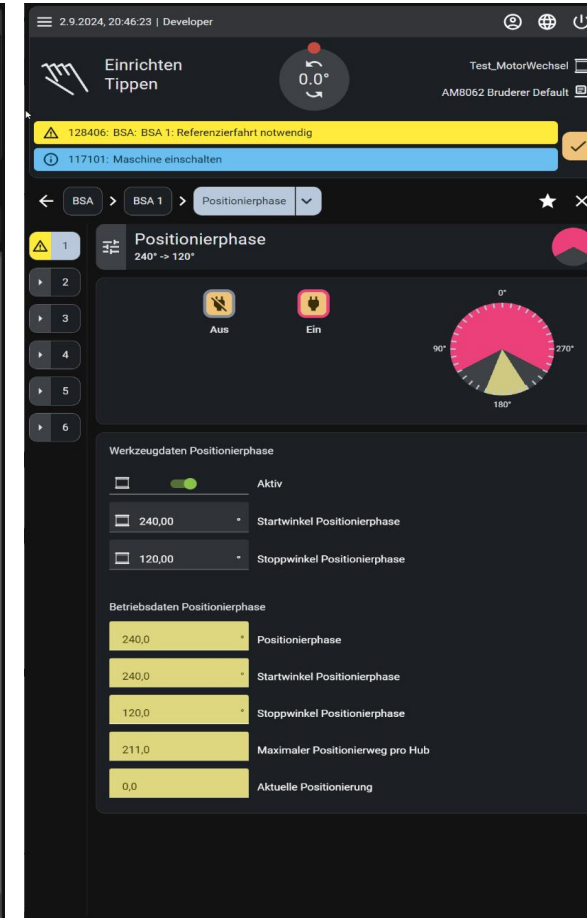 2.9.2024, 20:46:23 | Developer
Einrichten
Tippen
0.0°
Test_MotorWechsel
AM8062 Bruderer Default
128406: BSA: BSA 1: Referenzierfahrt notwendig
117101: Maschine einschalten
BSA > BSA 1 > Positionierphase
1
Positionierphase
240° -> 120°
2
3
4
5
6
Aus
Ein
0°
90°
270°
180°
Werkzeugdaten Positionierphase
Aktiv
240,00 ° Startwinkel Positionierphase
120,00 ° Stoppwinkel Positionierphase
Betriebsdaten Positionierphase
240,0 ° Positionierphase
240,0 ° Startwinkel Positionierphase
120,0 ° Stoppwinkel Positionierphase
211,0 Maximaler Positionierweg pro Hub
0,0 Aktuelle Positionierung